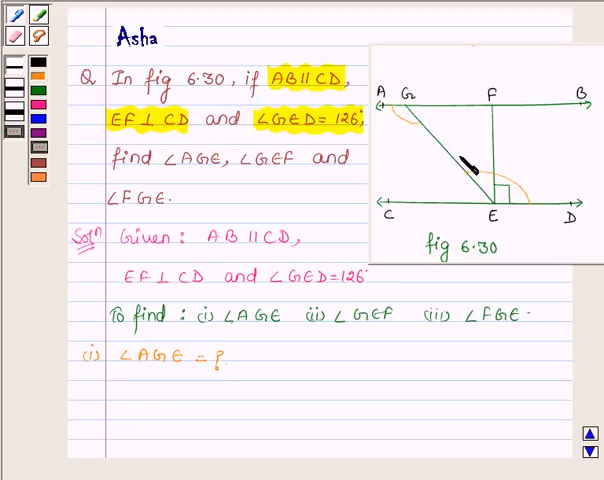 Asha
Q In fig 6.30, if AB || CD,
EF ⊥ CD and ∠GED = 126°,
find ∠AGE, ∠GEF and
∠FGE.
Solⁿ Given : AB || CD,
EF ⊥ CD and ∠GED = 126°
To find : (i) ∠AGE (ii) ∠GEF (iii) ∠FGE.
(i) ∠AGE = ?
A G F B
C E D
fig 6.30